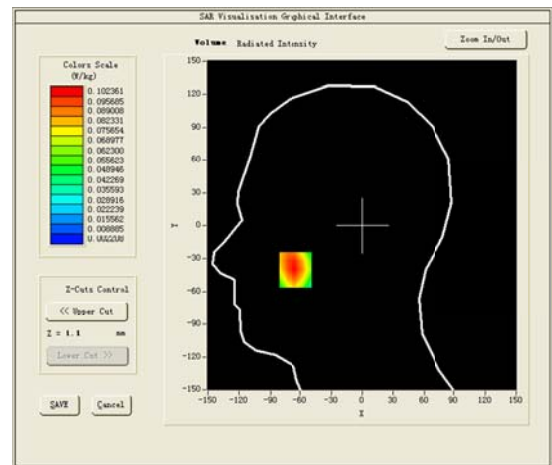 SAR Visualisation Graphical Interface
Volume Radiated Intensity
Zoom In/Out
Colors Scale
(W/kg)
0.102361
0.095685
0.089008
0.082331
0.075654
0.068977
0.062300
0.055623
0.048946
0.042269
0.035593
0.028916
0.022239
0.015562
0.008885
0.002208
Z-Cuts Control
<< Upper Cut
Z = 1.1 mm
Lower Cut >>
SAVE
Cancel
150
120
90
60
30
0
-30
-60
-90
-120
-150
Y
-150 -120 -90 -60 -30 0 30 60 90 120 150
X